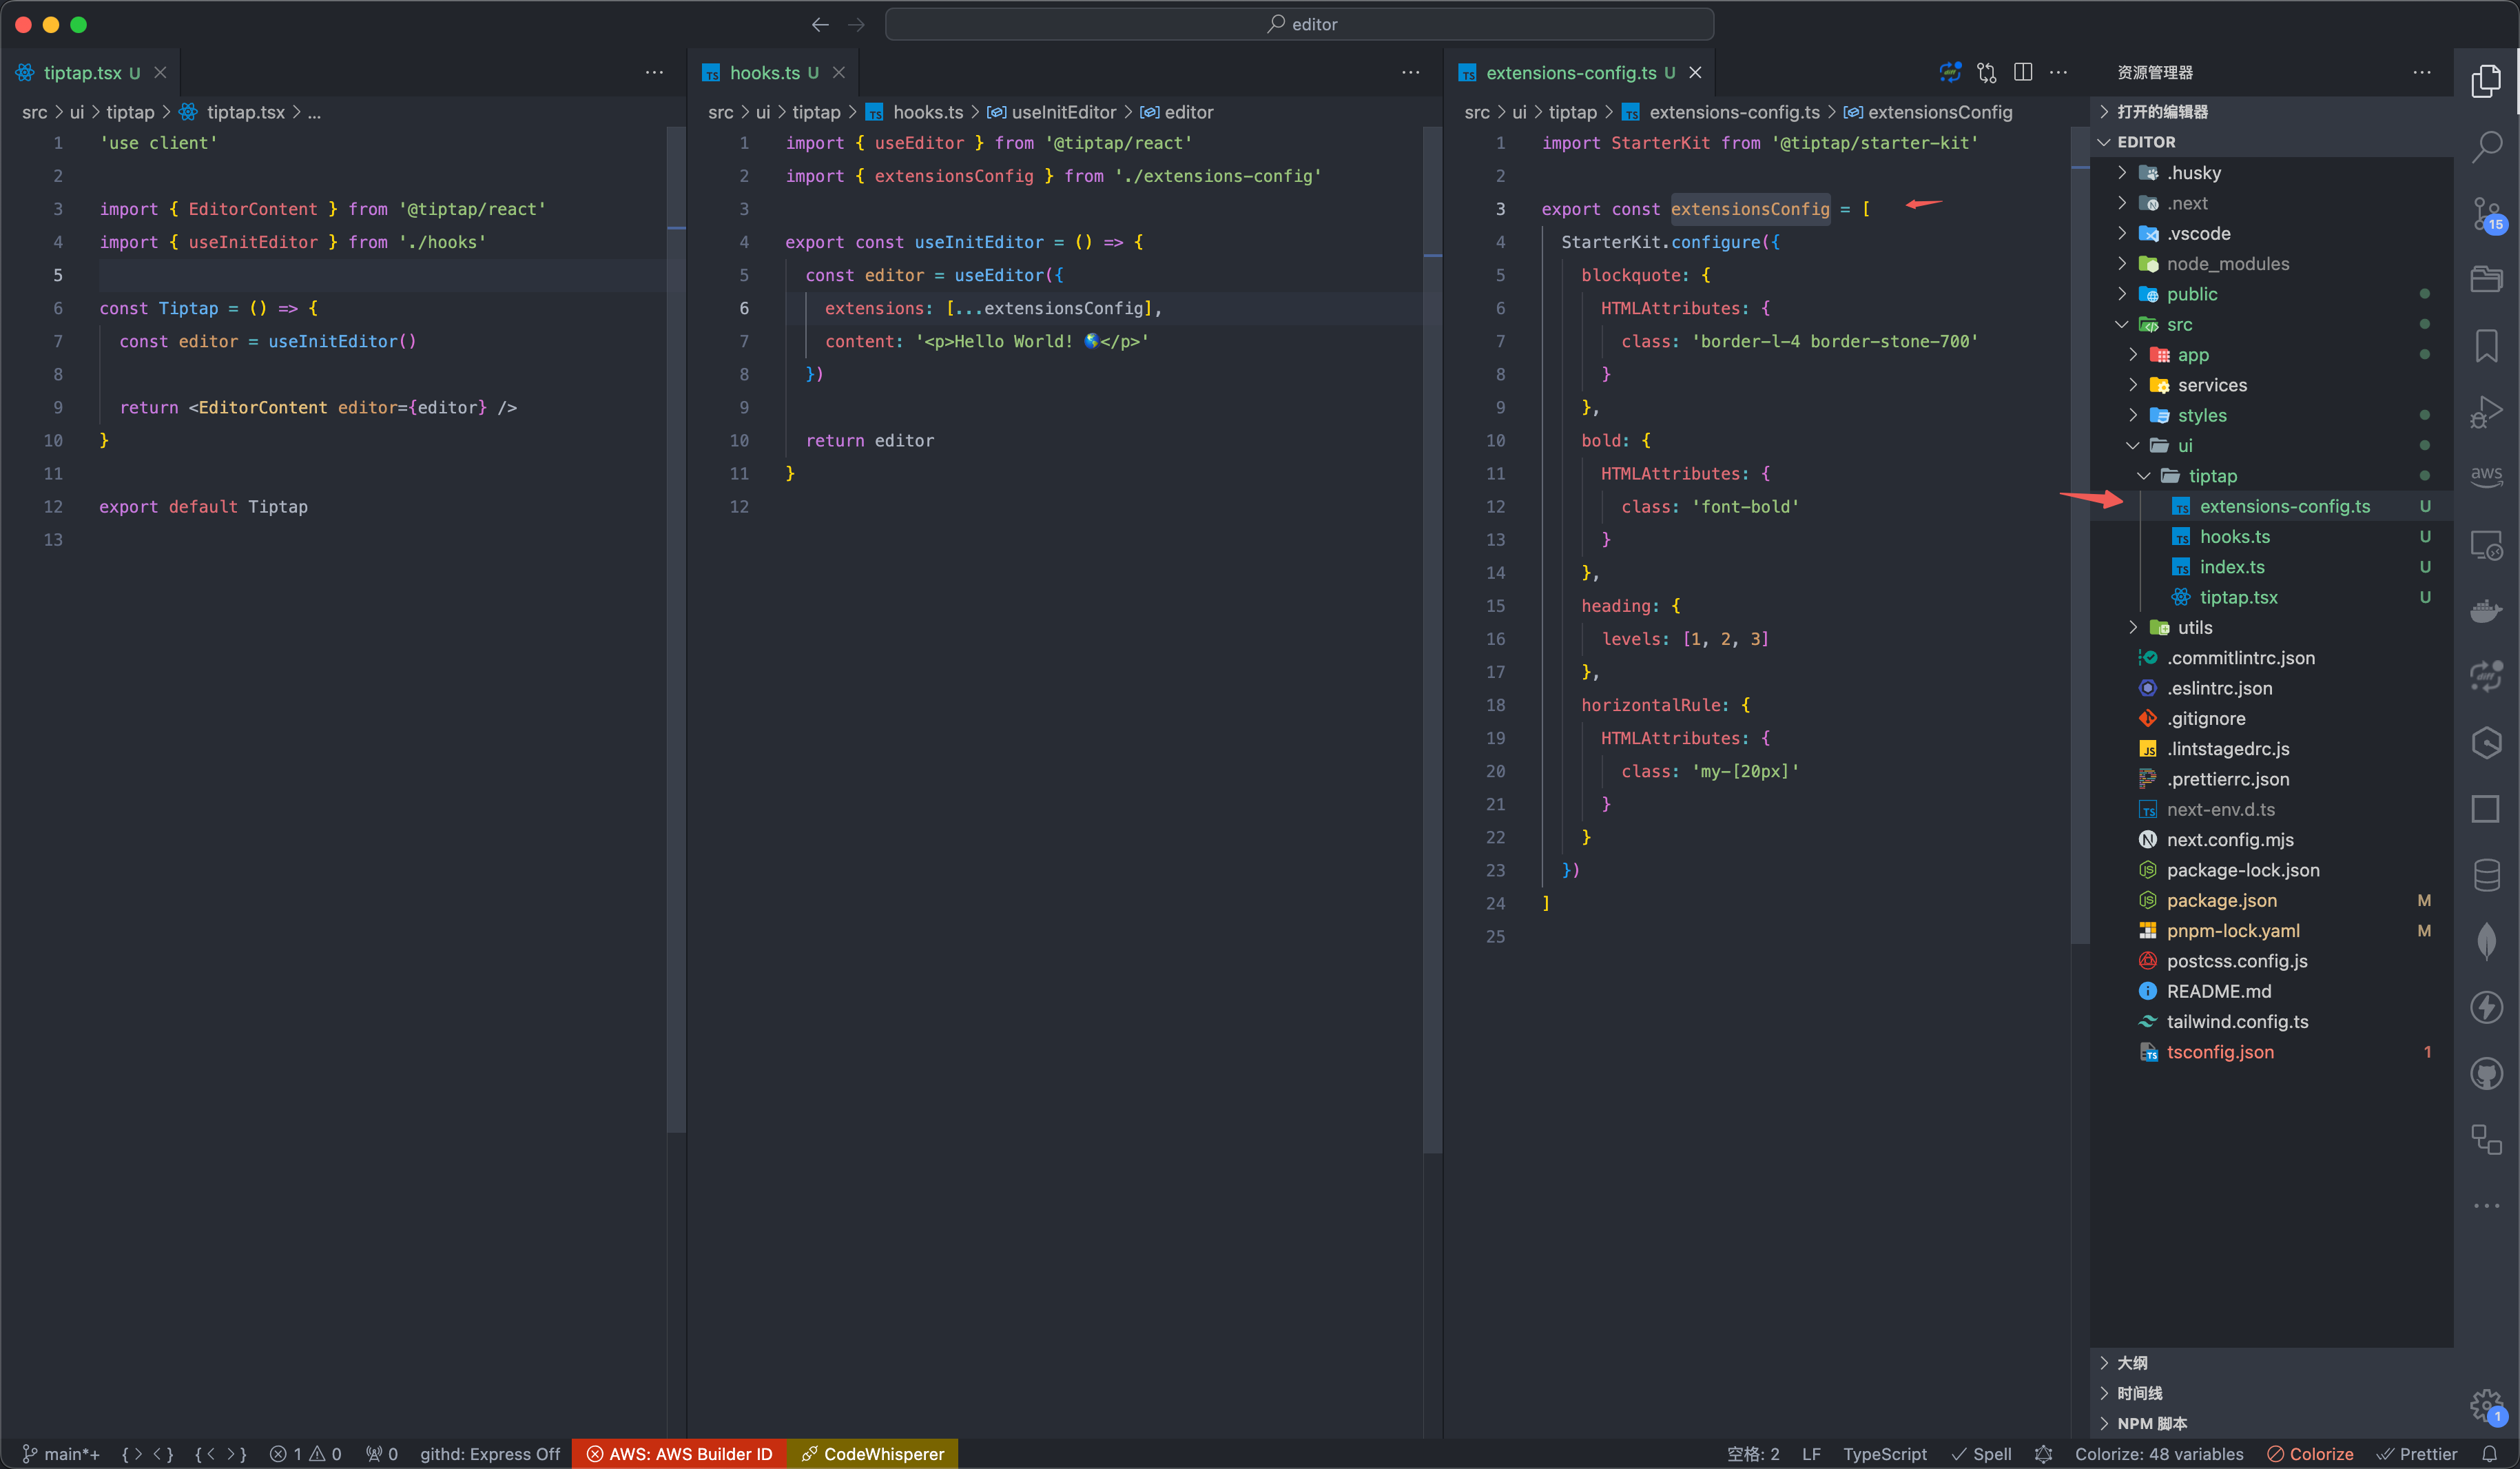 editor
tiptap.tsx U
src > ui > tiptap > tiptap.tsx > ...
1 'use client'
2
3 import { EditorContent } from '@tiptap/react'
4 import { useInitEditor } from './hooks'
5
6 const Tiptap = () => {
7 const editor = useInitEditor()
8
9 return <EditorContent editor={editor} />
10 }
11
12 export default Tiptap
13
hooks.ts U
src > ui > tiptap > hooks.ts > useInitEditor > editor
1 import { useEditor } from '@tiptap/react'
2 import { extensionsConfig } from './extensions-config'
3
4 export const useInitEditor = () => {
5 const editor = useEditor({
6 extensions: [...extensionsConfig],
7 content: '<p>Hello World! 🌎</p>'
8 })
9
10 return editor
11 }
12
extensions-config.ts U
src > ui > tiptap > extensions-config.ts > extensionsConfig
1 import StarterKit from '@tiptap/starter-kit'
2
3 export const extensionsConfig = [
4 StarterKit.configure({
5 blockquote: {
6 HTMLAttributes: {
7 class: 'border-l-4 border-stone-700'
8 }
9 },
10 bold: {
11 HTMLAttributes: {
12 class: 'font-bold'
13 }
14 },
15 heading: {
16 levels: [1, 2, 3]
17 },
18 horizontalRule: {
19 HTMLAttributes: {
20 class: 'my-[20px]'
21 }
22 }
23 })
24 ]
25
资源管理器
打开的编辑器
EDITOR
.husky
.next
.vscode
node_modules
public
src
app
services
styles
ui
tiptap
extensions-config.ts U
hooks.ts U
index.ts U
tiptap.tsx U
utils
.commitlintrc.json
.eslintrc.json
.gitignore
.lintstagedrc.js
.prettierrc.json
next-env.d.ts
next.config.mjs
package-lock.json
package.json M
pnpm-lock.yaml M
postcss.config.js
README.md
tailwind.config.ts
tsconfig.json 1
大纲
时间线
NPM 脚本
15
aws
diff
1
main*+ {> <} {< >} 1 0 0 githd: Express Off AWS: AWS Builder ID CodeWhisperer 空格: 2 LF TypeScript Spell Colorize: 48 variables Colorize Prettier